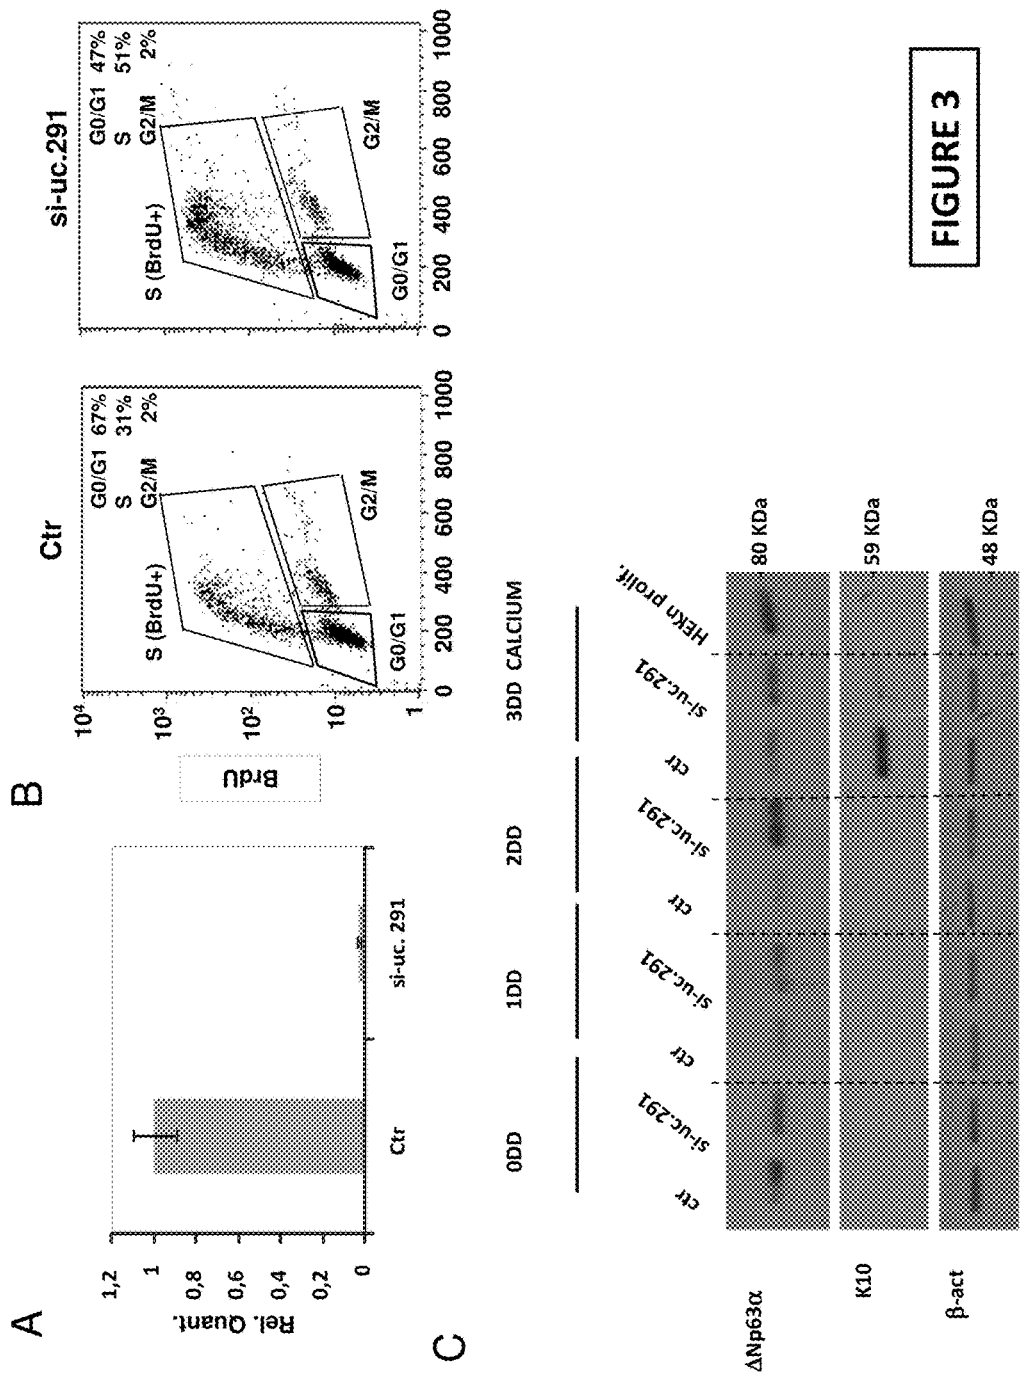 A
Rel. Quant.
1,2
1
0,8
0,6
0,4
0,2
0
Ctr
si-uc. 291
B
BrdU
Ctr
10⁴
10³
10²
10
1
S (BrdU+)
G0/G1 67%
S 31%
G2/M 2%
G0/G1
G2/M
0 200 400 600 800 1000
si-uc.291
S (BrdU+)
G0/G1 47%
S 51%
G2/M 2%
G0/G1
G2/M
0 200 400 600 800 1000
C
0DD 1DD 2DD 3DD CALCIUM
ctr si-uc.291 ctr si-uc.291 ctr si-uc.291 ctr si-uc.291 HEKn prolif.
ΔNp63α 80 KDa
K10 59 KDa
β-act 48 KDa
FIGURE 3